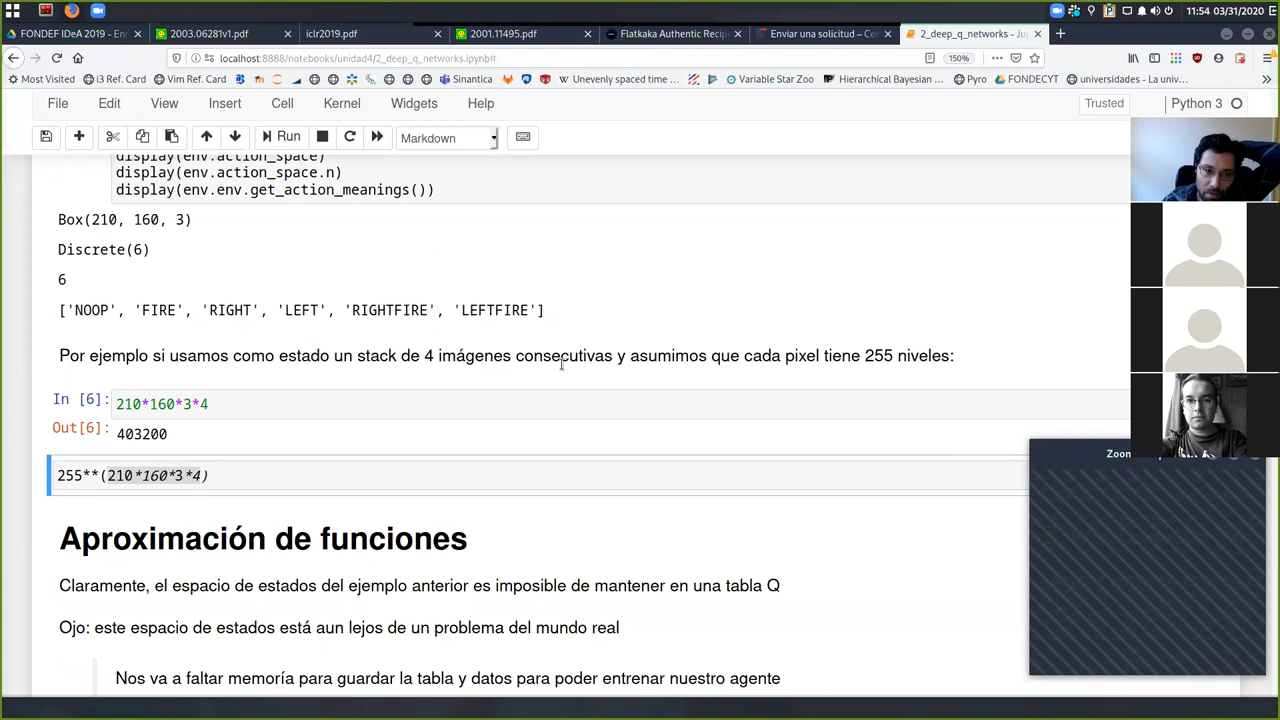 11:54 03/31/2020
FONDEF IDeA 2019 - En
2003.06281v1.pdf
iclr2019.pdf
2001.11495.pdf
Flatkaka Authentic Recip
Enviar una solicitud – Ce
2_deep_q_networks - Ju
localhost:8888/notebooks/unidad4/2_deep_q_networks.ipynb#
150%
Most Visited
i3 Ref. Card
Vim Ref. Card
Sinantica
Unevenly spaced time ...
Variable Star Zoo
Hierarchical Bayesian ...
Pyro
FONDECYT
universidades - La univ...
File Edit View Insert Cell Kernel Widgets Help
Trusted
Python 3
Run
Markdown
display(env.action_space)
display(env.action_space.n)
display(env.env.get_action_meanings())
Box(210, 160, 3)
Discrete(6)
6
['NOOP', 'FIRE', 'RIGHT', 'LEFT', 'RIGHTFIRE', 'LEFTFIRE']
Por ejemplo si usamos como estado un stack de 4 imágenes consecutivas y asumimos que cada pixel tiene 255 niveles:
In [6]: 210*160*3*4
Out[6]: 403200
255**(210*160*3*4)
Zoo
Aproximación de funciones
Claramente, el espacio de estados del ejemplo anterior es imposible de mantener en una tabla Q
Ojo: este espacio de estados está aun lejos de un problema del mundo real
Nos va a faltar memoría para guardar la tabla y datos para poder entrenar nuestro agente